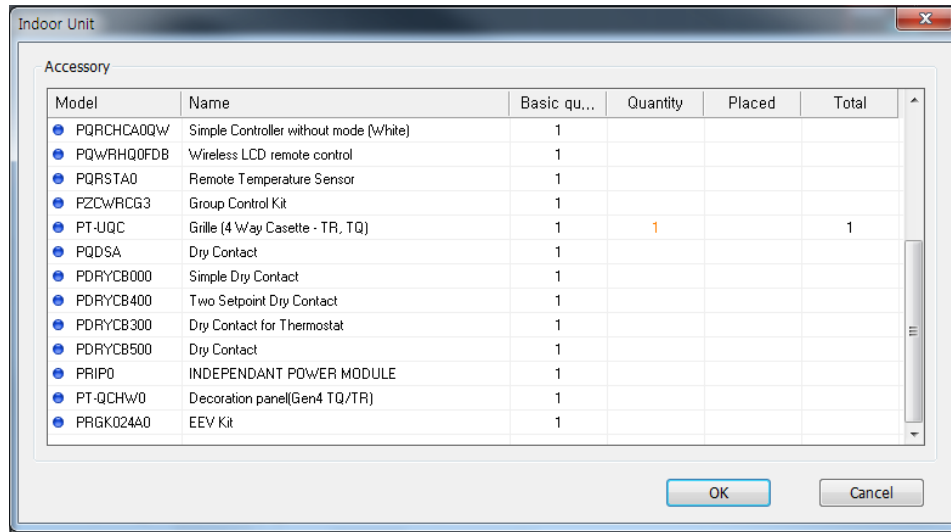 Indoor Unit
Accessory
Model Name Basic qu... Quantity Placed Total
PQRCHCA0QW Simple Controller without mode (White) 1
PQWRHQ0FDB Wireless LCD remote control 1
PQRSTA0 Remote Temperature Sensor 1
PZCWRCG3 Group Control Kit 1
PT-UQC Grille (4 Way Casette - TR, TQ) 1 1 1
PQDSA Dry Contact 1
PDRYCB000 Simple Dry Contact 1
PDRYCB400 Two Setpoint Dry Contact 1
PDRYCB300 Dry Contact for Thermostat 1
PDRYCB500 Dry Contact 1
PRIP0 INDEPENDANT POWER MODULE 1
PT-QCHW0 Decoration panel(Gen4 TQ/TR) 1
PRGK024A0 EEV Kit 1
OK Cancel